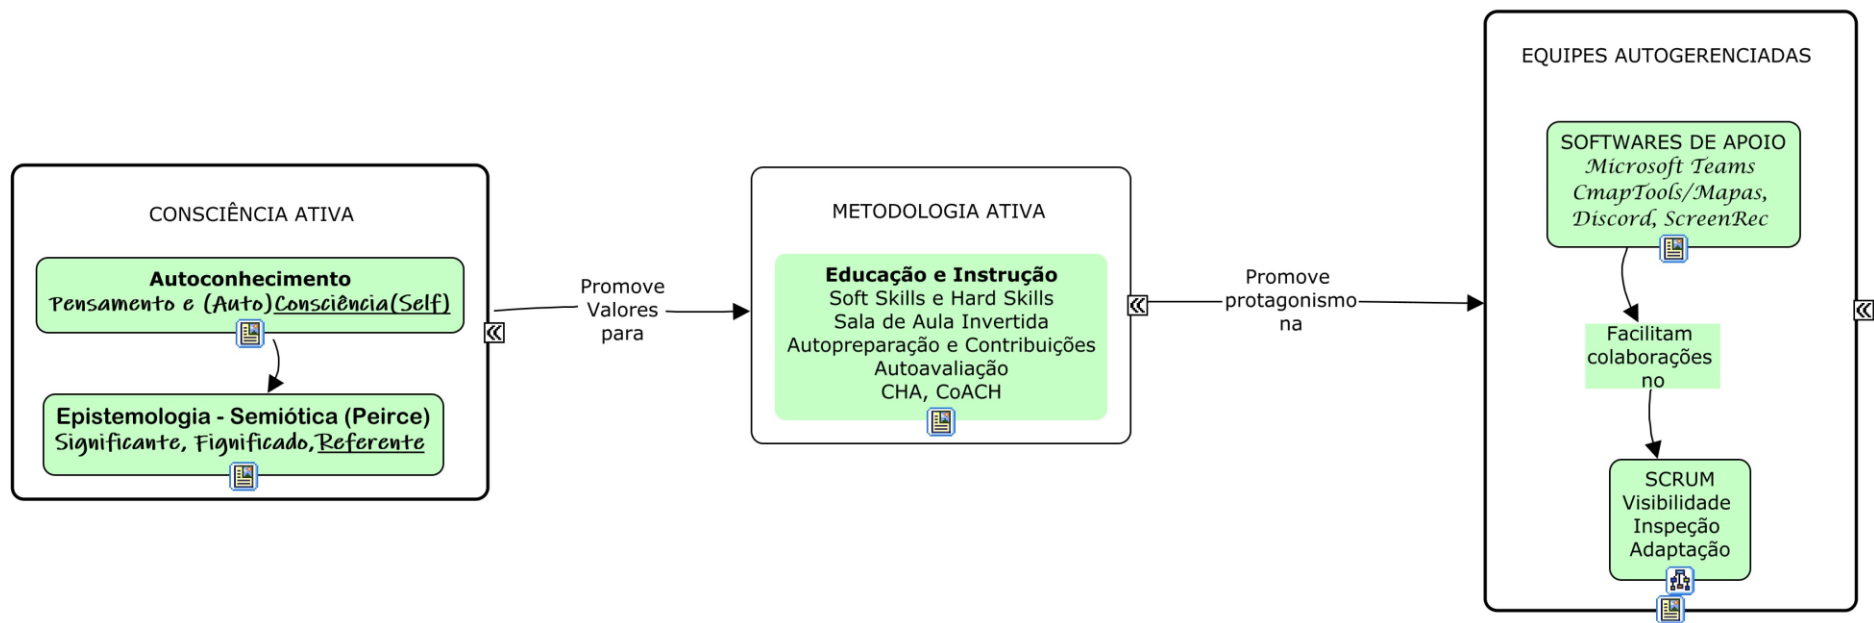 CONSCIÊNCIA ATIVA
Autoconhecimento
Pensamento e (Auto)Consciência(Self)
Epistemologia - Semiótica (Peirce)
Significante, Fignificado,Referente
Promove
Valores
para
METODOLOGIA ATIVA
Educação e Instrução
Soft Skills e Hard Skills
Sala de Aula Invertida
Autopreparação e Contribuições
Autoavaliação
CHA, CoACH
Promove
protagonismo
na
EQUIPES AUTOGERENCIADAS
SOFTWARES DE APOIO
Microsoft Teams
CmapTools/Mapas,
Discord, ScreenRec
Facilitam
colaborações
no
SCRUM
Visibilidade
Inspeção
Adaptação